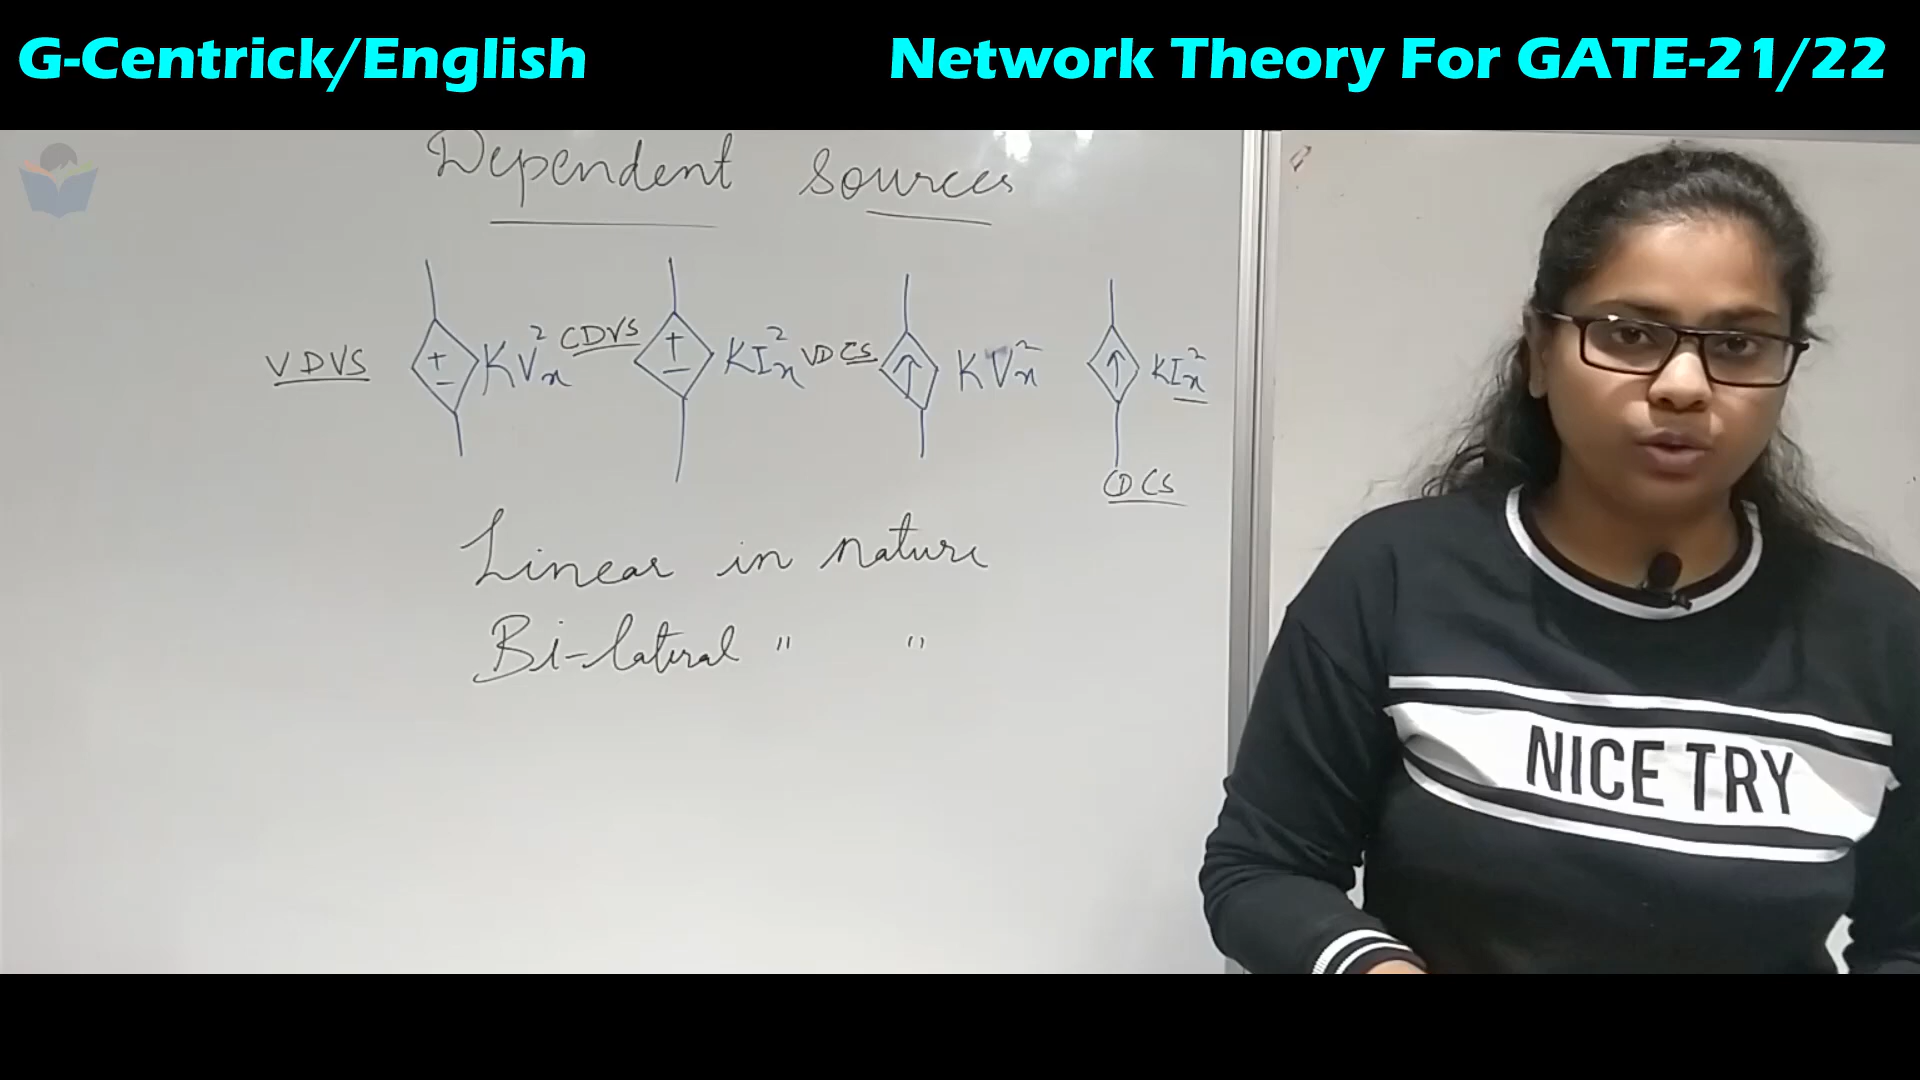 G-Centrick/English
Network Theory For GATE-21/22
Dependent Sources
VDVS + - KVx² CDVS + - KIx² VDCS ↑ KVx² ↑ KIx²
CDCS
Linear in nature
Bi-lateral " "
NICE TRY